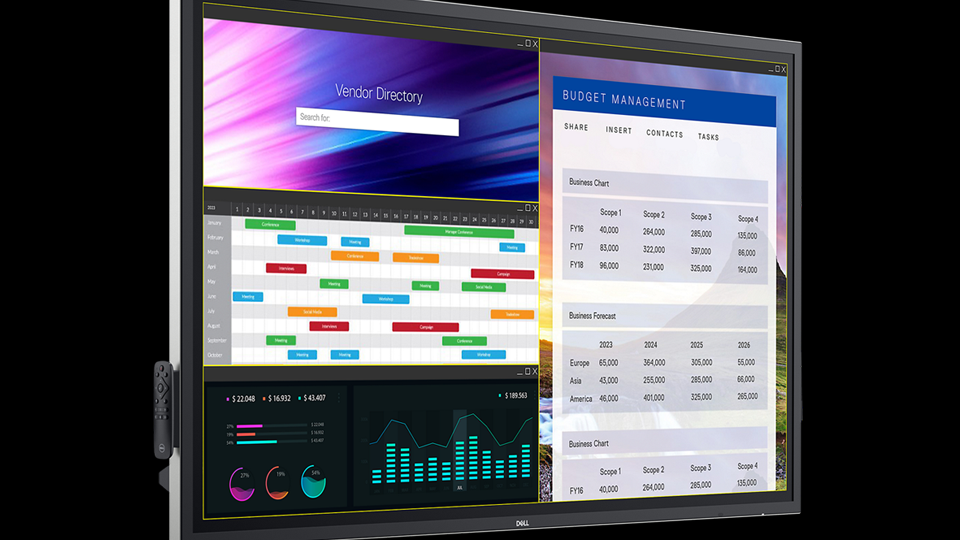 Vendor Directory
Search for:
2023 1 2 3 4 5 6 7 8 9 10 11 12 13 14 15 16 17 18 19 20 21 22 23 24 25 26 27 28 29 30
January Conference Manager Conference
February Workshop Meeting Meeting
March Conference
April Interviews Campaign
May Meeting Meeting Social Media
June Meeting Workshop
July Social Media
August Interviews Campaign
September Meeting Conference
October Meeting Meeting Workshop
$ 22.048 $ 16.932 $ 43.407
27% $ 22,048
19% $ 16,932
54% $ 43,407
27% 19% 54%
$ 189.563
BUDGET MANAGEMENT
SHARE INSERT CONTACTS TASKS
Business Chart
Scope 1 Scope 2 Scope 3 Scope 4
FY16 40,000 264,000 285,000 135,000
FY17 83,000 322,000 397,000 86,000
FY18 96,000 231,000 325,000 164,000
Business Forecast
2023 2024 2025 2026
Europe 65,000 364,000 305,000 55,000
Asia 43,000 255,000 285,000 66,000
America 46,000 401,000 325,000 265,000
Business Chart
Scope 1 Scope 2 Scope 3 Scope 4
FY16 40,000 264,000 285,000 135,000
DELL